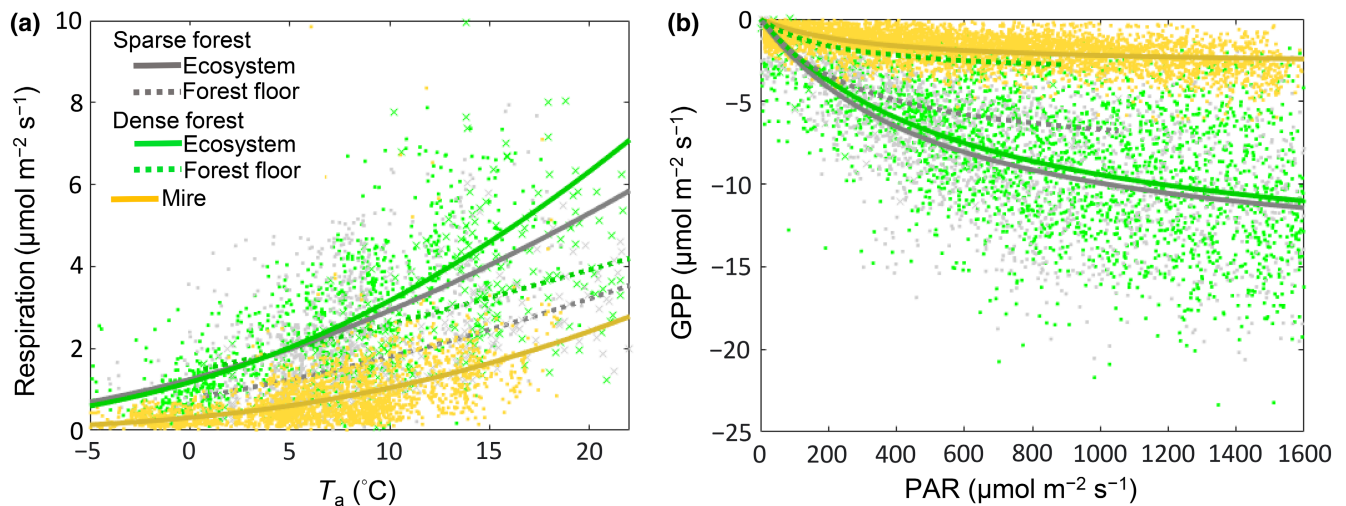 (a)
10
8
6
4
2
0
Respiration (µmol m−2 s−1)
Sparse forest
Ecosystem
Forest floor
Dense forest
Ecosystem
Forest floor
Mire
−5 0 5 10 15 20
Ta (°C)
(b)
0
−5
−10
−15
−20
−25
GPP (µmol m−2 s−1)
0 200 400 600 800 1000 1200 1400 1600
PAR (µmol m−2 s−1)